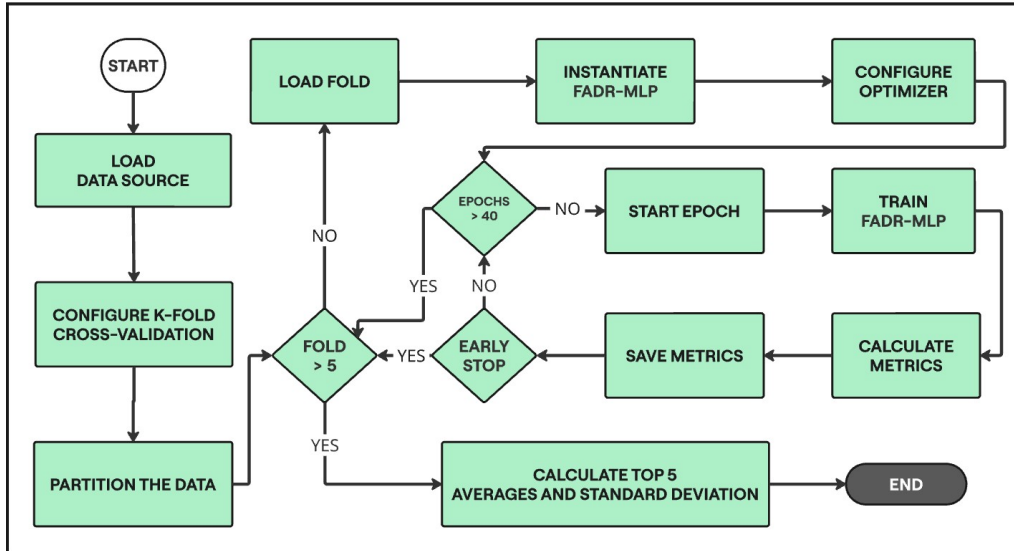 START
LOAD
DATA SOURCE
CONFIGURE K-FOLD
CROSS-VALIDATION
PARTITION THE DATA
FOLD
> 5
NO
LOAD FOLD
INSTANTIATE
FADR-MLP
CONFIGURE
OPTIMIZER
EPOCHS
> 40
NO
START EPOCH
TRAIN
FADR-MLP
CALCULATE
METRICS
SAVE METRICS
EARLY
STOP
NO
YES
YES
YES
CALCULATE TOP 5
AVERAGES AND STANDARD DEVIATION
END